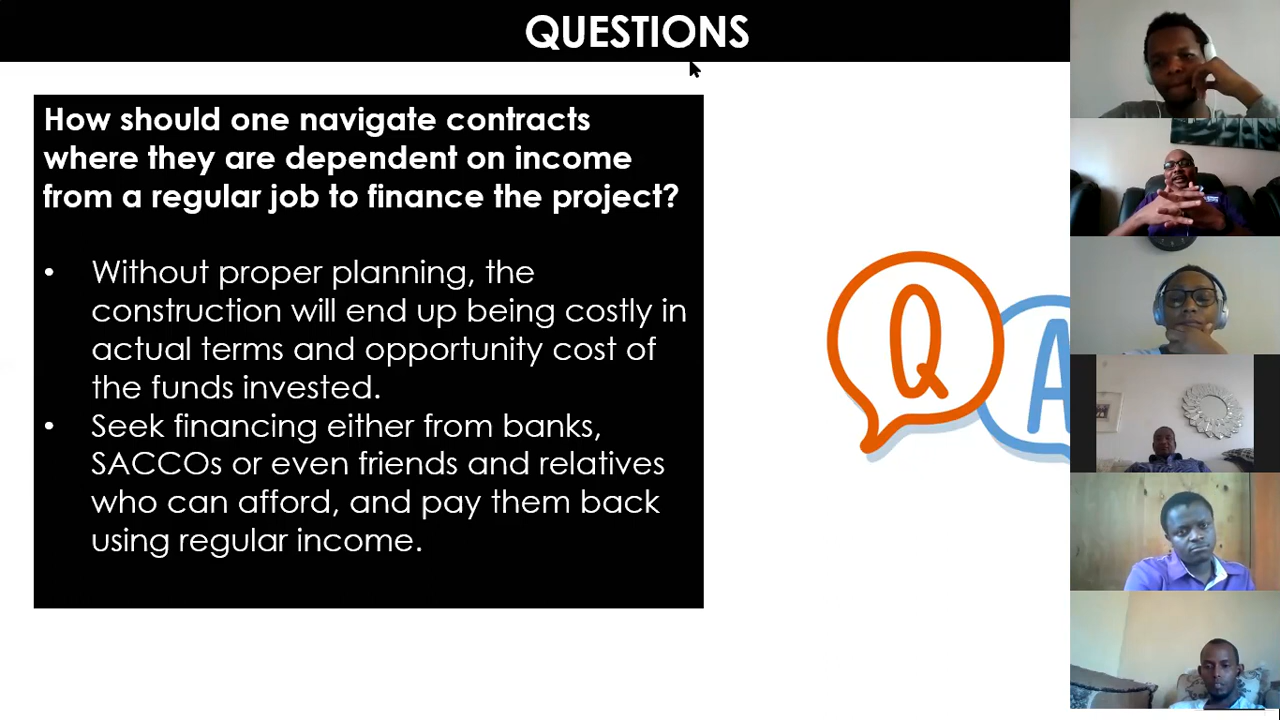 QUESTIONS
How should one navigate contracts
where they are dependent on income
from a regular job to finance the project?
• Without proper planning, the
construction will end up being costly in
actual terms and opportunity cost of
the funds invested.
• Seek financing either from banks,
SACCOs or even friends and relatives
who can afford, and pay them back
using regular income.
Q
A